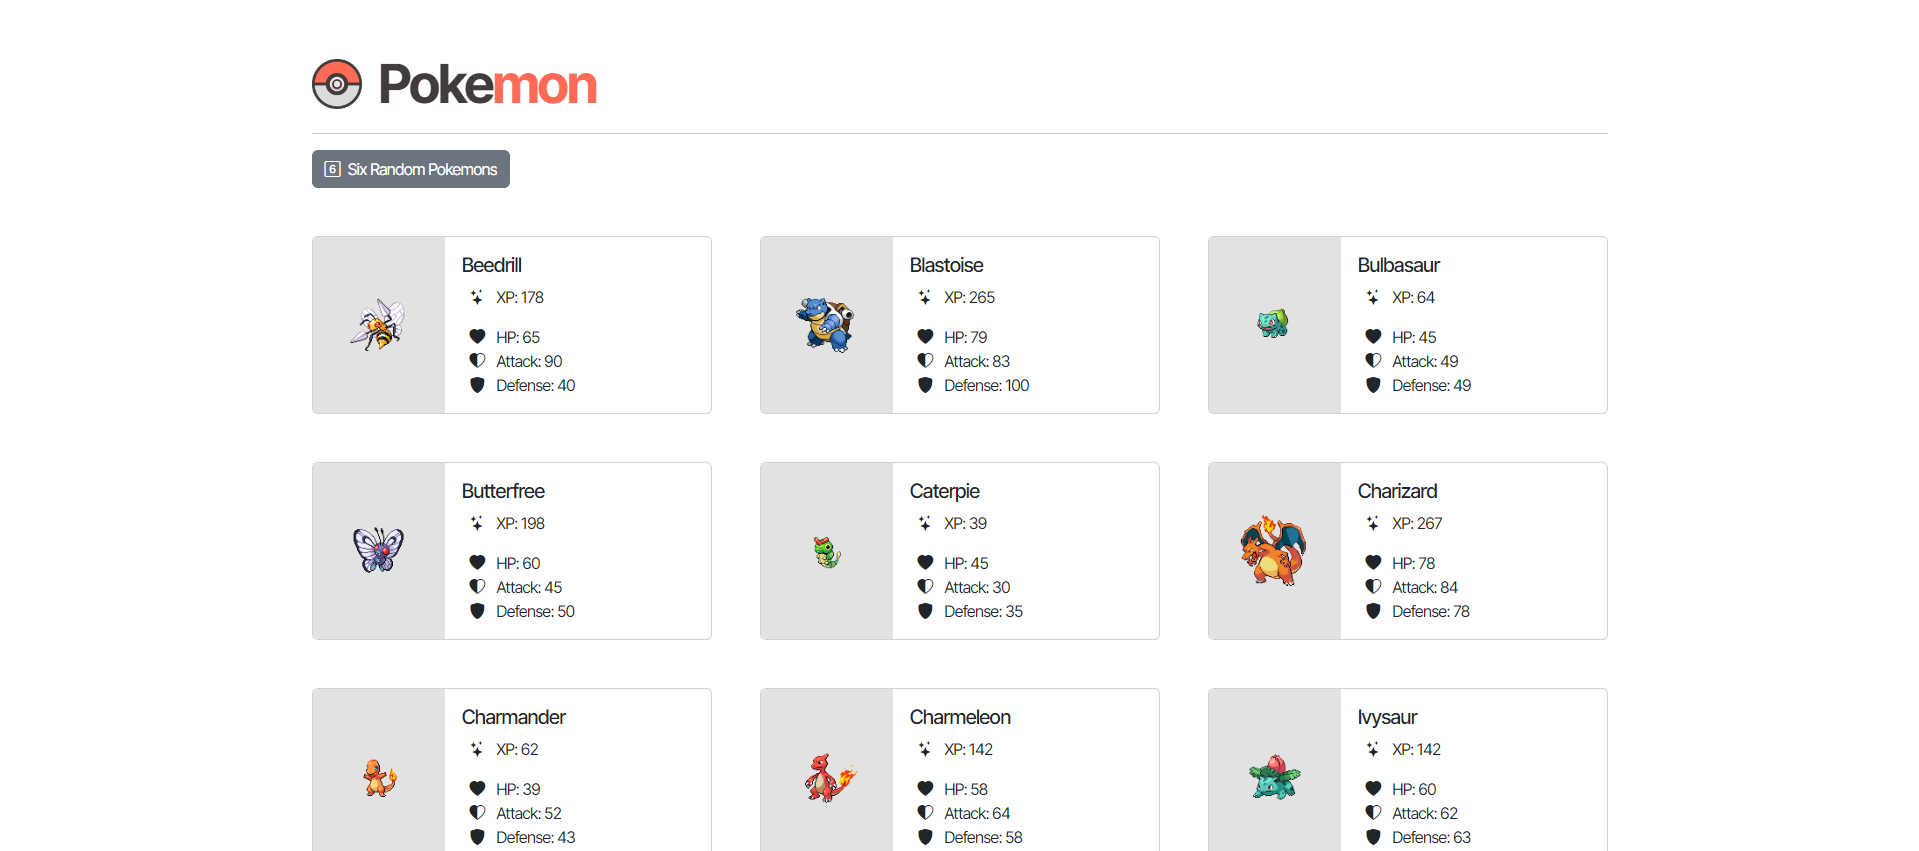 Pokemon
6 Six Random Pokemons
Beedrill
XP: 178
HP: 65
Attack: 90
Defense: 40
Blastoise
XP: 265
HP: 79
Attack: 83
Defense: 100
Bulbasaur
XP: 64
HP: 45
Attack: 49
Defense: 49
Butterfree
XP: 198
HP: 60
Attack: 45
Defense: 50
Caterpie
XP: 39
HP: 45
Attack: 30
Defense: 35
Charizard
XP: 267
HP: 78
Attack: 84
Defense: 78
Charmander
XP: 62
HP: 39
Attack: 52
Defense: 43
Charmeleon
XP: 142
HP: 58
Attack: 64
Defense: 58
Ivysaur
XP: 142
HP: 60
Attack: 62
Defense: 63